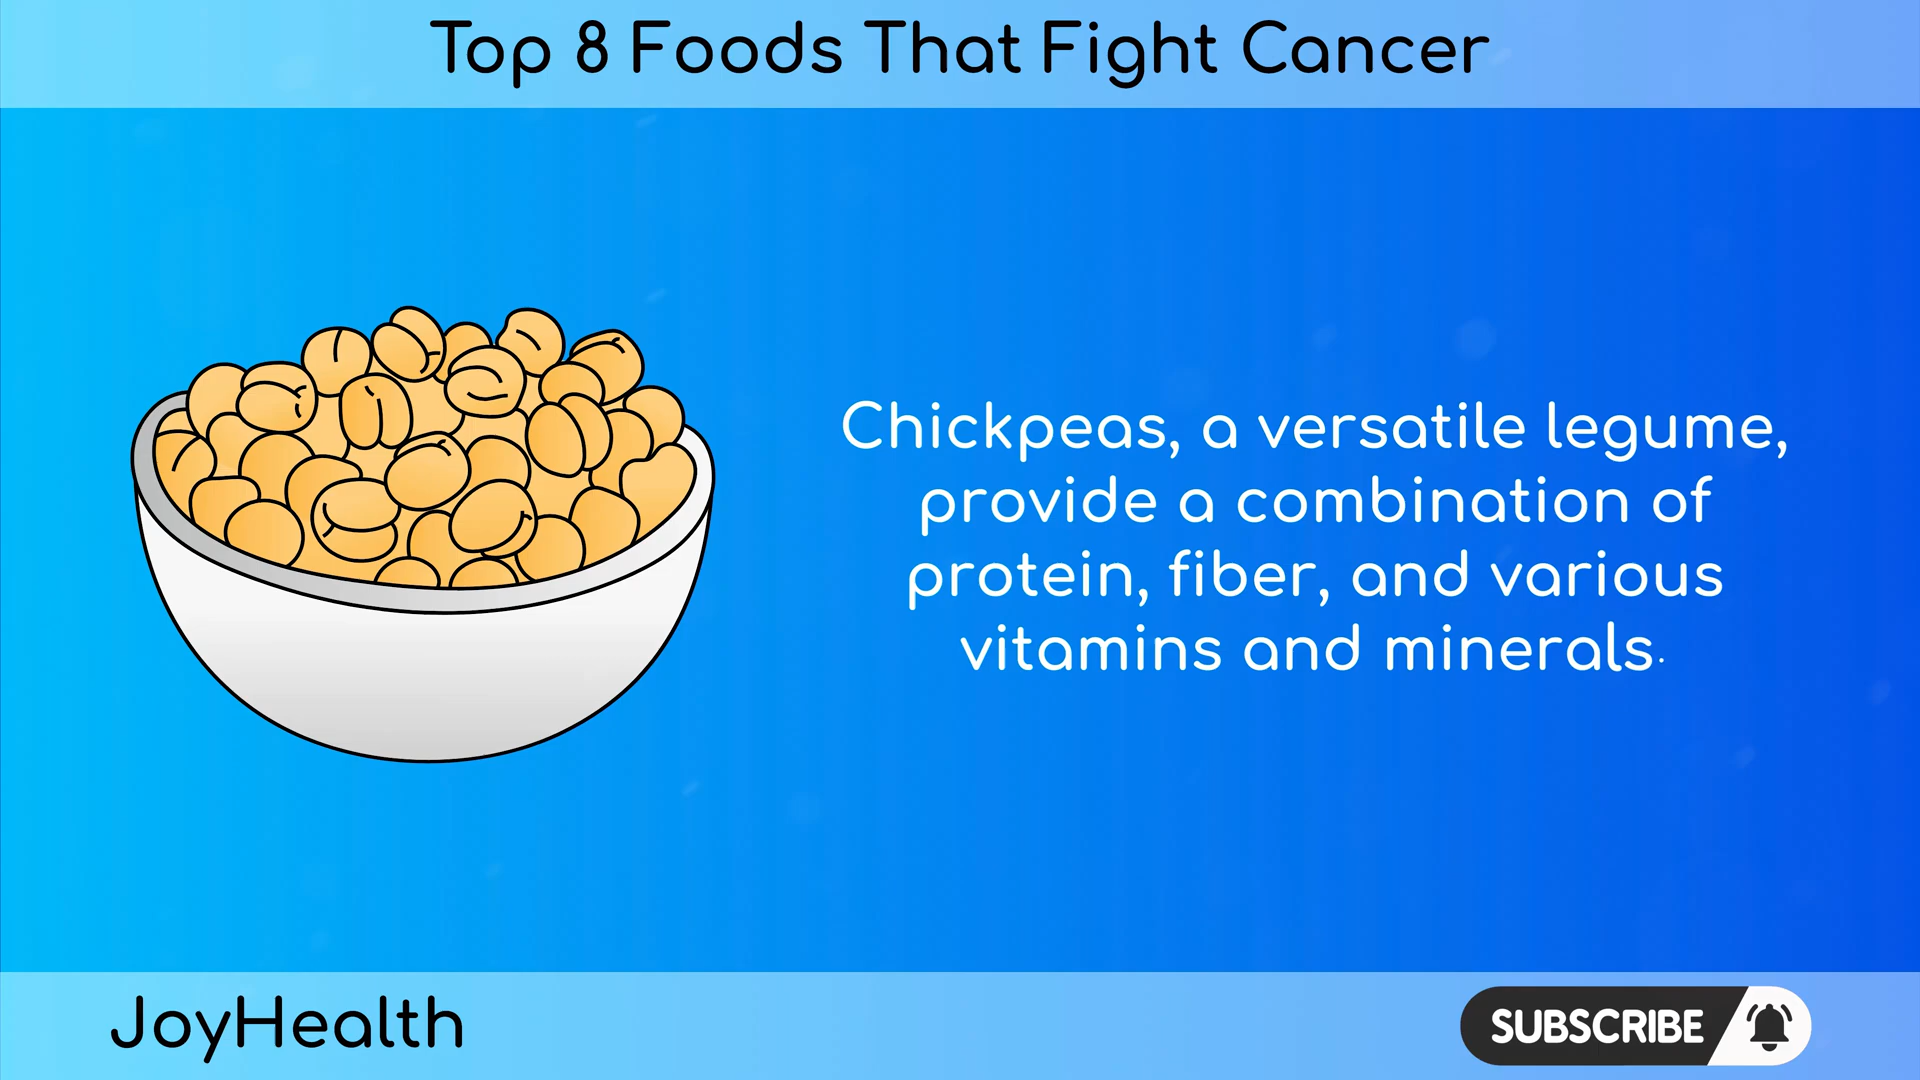 Top 8 Foods That Fight Cancer
Chickpeas, a versatile legume,
provide a combination of
protein, fiber, and various
vitamins and minerals.
JoyHealth
SUBSCRIBE